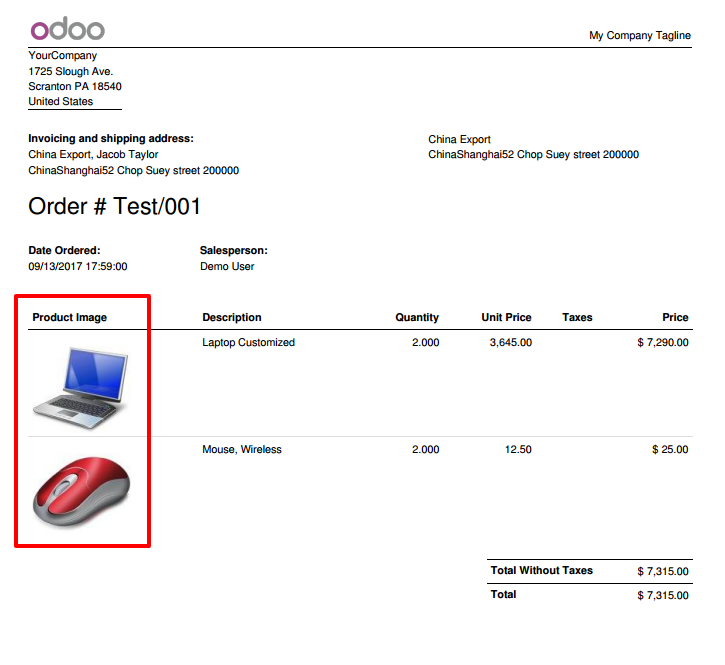 odoo
My Company Tagline
YourCompany
1725 Slough Ave.
Scranton PA 18540
United States
Invoicing and shipping address:
China Export, Jacob Taylor
ChinaShanghai52 Chop Suey street 200000
China Export
ChinaShanghai52 Chop Suey street 200000
Order # Test/001
Date Ordered:
09/13/2017 17:59:00
Salesperson:
Demo User
Product Image Description Quantity Unit Price Taxes Price
Laptop Customized 2.000 3,645.00 $ 7,290.00
Mouse, Wireless 2.000 12.50 $ 25.00
Total Without Taxes $ 7,315.00
Total $ 7,315.00